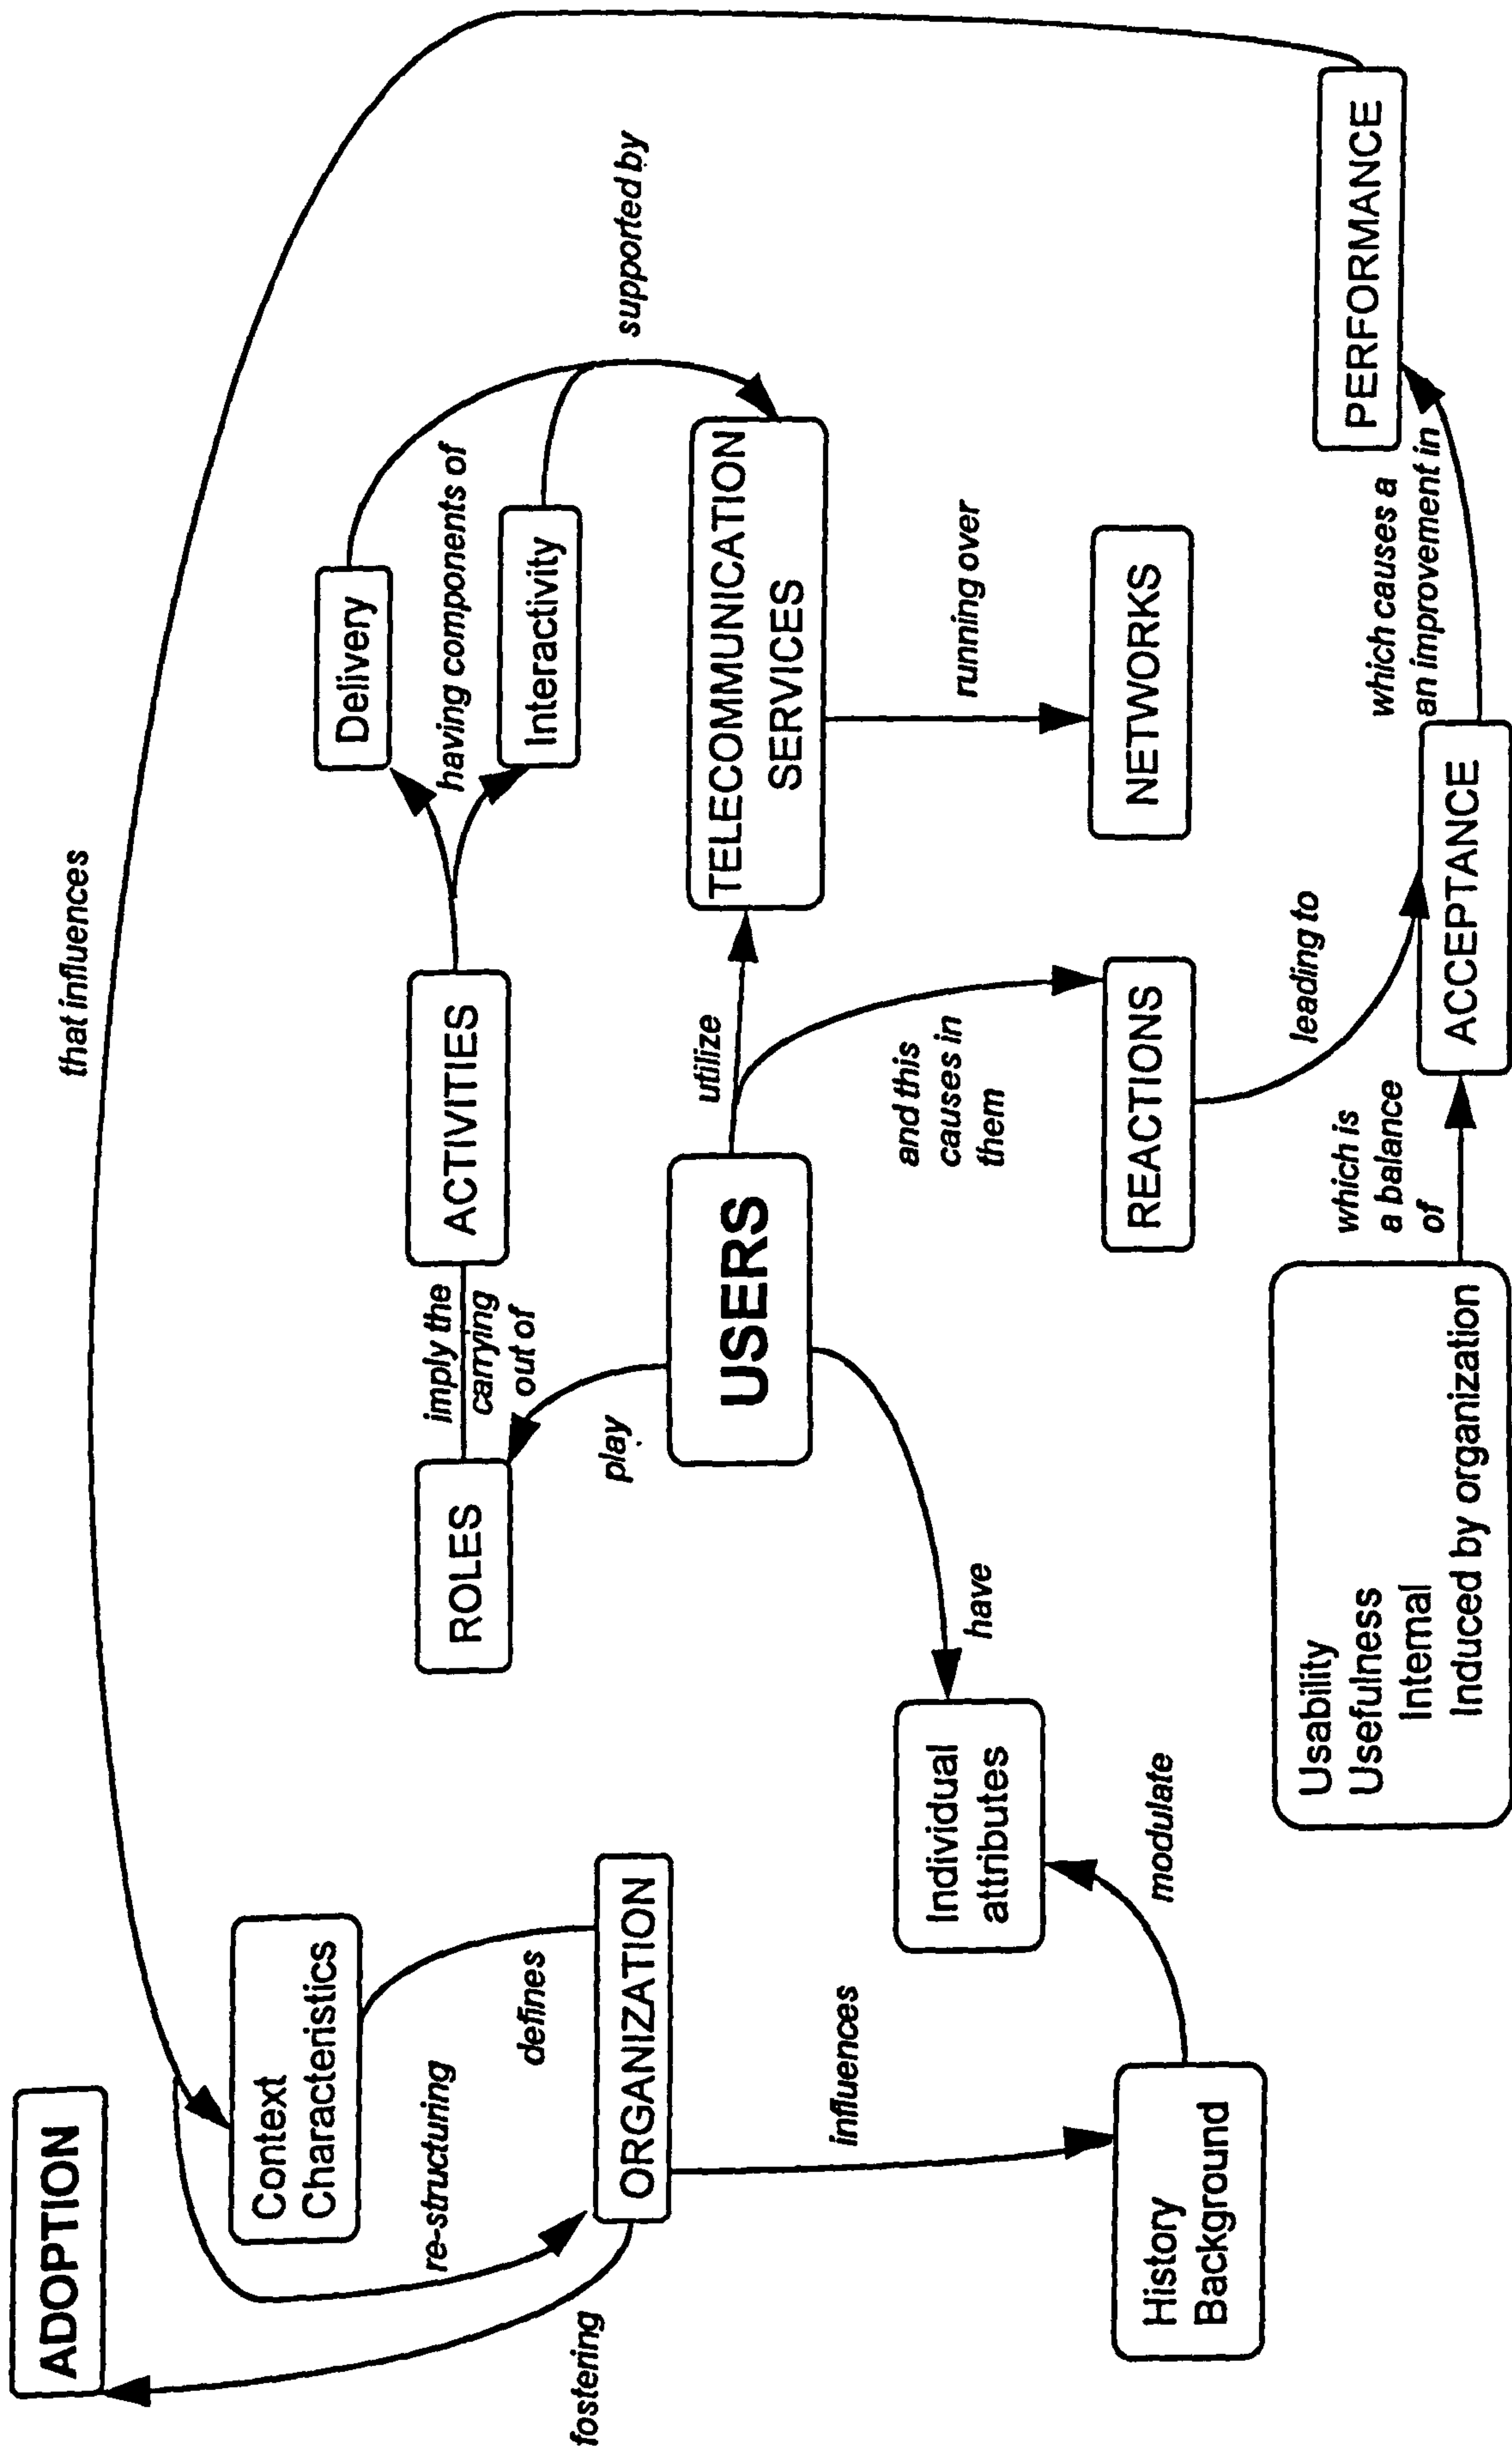 ADOPTION
that influences
Context
Characteristics
Delivery
having components of
Interactivity
supported by
re-structuring
defines
ROLES
imply the
carrying
out of
ACTIVITIES
fostering
ORGANIZATION
play
USERS
utilize
TELECOMMUNICATION
SERVICES
influences
Individual
attributes
have
and this
causes in
them
running over
History
Background
modulate
REACTIONS
NETWORKS
leading to
Usability
Usefulness
Internal
Induced by organization
which is
a balance
of
ACCEPTANCE
which causes a
an improvement in
PERFORMANCE